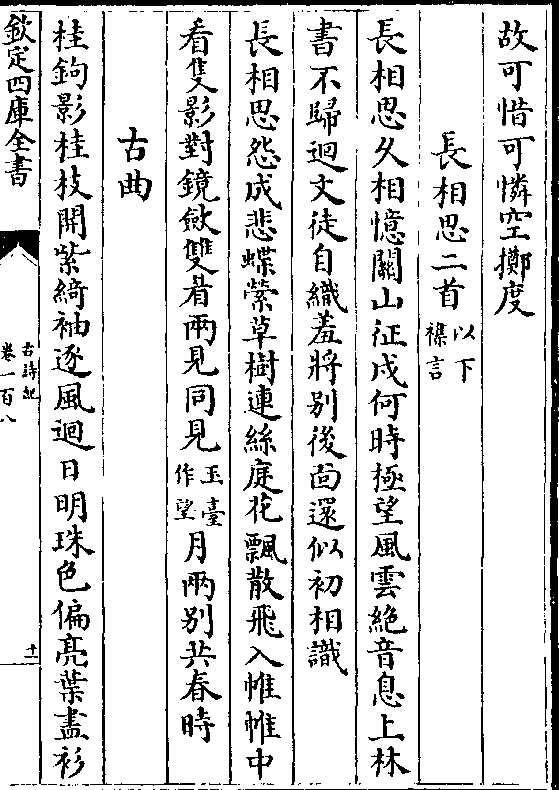 故可惜可憐空擲度
長相思二首以下襍言
長相思久相憶關山征戍何時極望風雲絶音息上林
書不歸迴文徒自織羞將別後面還似初相識
長相思怨成悲蝶縈草樹連絲庭花飄散飛入帷帷中
看隻影對鏡斂雙眉兩見同見玉臺作望月兩別共春時
古曲
桂鉤影桂枝開紫綺袖逐風迴日明珠色偏亮葉盡衫
欽定四庫全書
古詩紀
卷一百八
十一